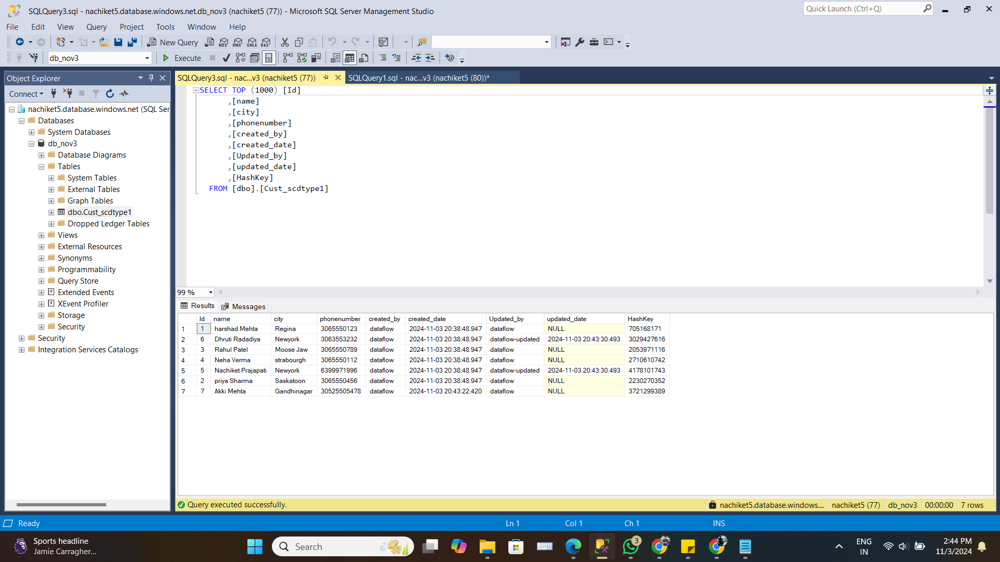 SQLQuery3.sql - nachiket5.database.windows.net.db_nov3 (nachiket5 (77)) - Microsoft SQL Server Management Studio
Quick Launch (Ctrl+Q)
File Edit View Query Project Tools Window Help
New Query MDX DMX XMLA DAX
db_nov3 Execute
Object Explorer
Connect
nachiket5.database.windows.net (SQL Ser
Databases
System Databases
db_nov3
Database Diagrams
Tables
System Tables
External Tables
Graph Tables
dbo.Cust_scdtype1
Dropped Ledger Tables
Views
External Resources
Synonyms
Programmability
Query Store
Extended Events
XEvent Profiler
Storage
Security
Security
Integration Services Catalogs
SQLQuery3.sql - nac...v3 (nachiket5 (77)) SQLQuery1.sql - nac...v3 (nachiket5 (80))*
SELECT TOP (1000) [Id]
,[name]
,[city]
,[phonenumber]
,[created_by]
,[created_date]
,[Updated_by]
,[updated_date]
,[HashKey]
FROM [dbo].[Cust_scdtype1]
99 %
Results Messages
Id name city phonenumber created_by created_date Updated_by updated_date HashKey
1 1 harshad Mehta Regina 3065550123 dataflow 2024-11-03 20:38:48.947 dataflow NULL 705168171
2 6 Dhruti Radadiya Newyork 3063553232 dataflow 2024-11-03 20:38:48.947 dataflow-updated 2024-11-03 20:43:30.493 3029427616
3 3 Rahul Patel Moose Jaw 3065550789 dataflow 2024-11-03 20:38:48.947 dataflow NULL 2053971116
4 4 Neha Verma strabourgh 3065550112 dataflow 2024-11-03 20:38:48.947 dataflow NULL 2710610742
5 5 Nachiket Prajapati Newyork 6399971996 dataflow 2024-11-03 20:38:48.947 dataflow-updated 2024-11-03 20:43:30.493 4178101743
6 2 priya Sharma Saskatoon 3065550456 dataflow 2024-11-03 20:38:48.947 dataflow NULL 2230270352
7 7 Akki Mehta Gandhinagar 30525505478 dataflow 2024-11-03 20:43:22.420 dataflow NULL 3721299389
Query executed successfully. nachiket5.database.windows.... nachiket5 (77) db_nov3 00:00:00 7 rows
Ready Ln 1 Col 1 Ch 1 INS
Sports headline
Jamie Carragher...
Search
3
ENG
IN
2:44 PM
11/3/2024